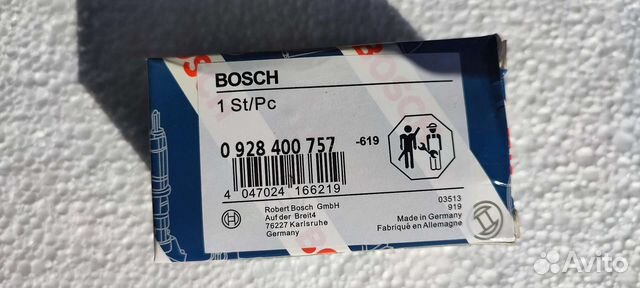 BOSCH
1 St/Pc
0 928 400 757
-619
4 047024 166219
Robert Bosch GmbH
Auf der Breit4
76227 Karlsruhe
Germany
03513
919
Made in Germany
Fabriqué en Allemagne
Avito